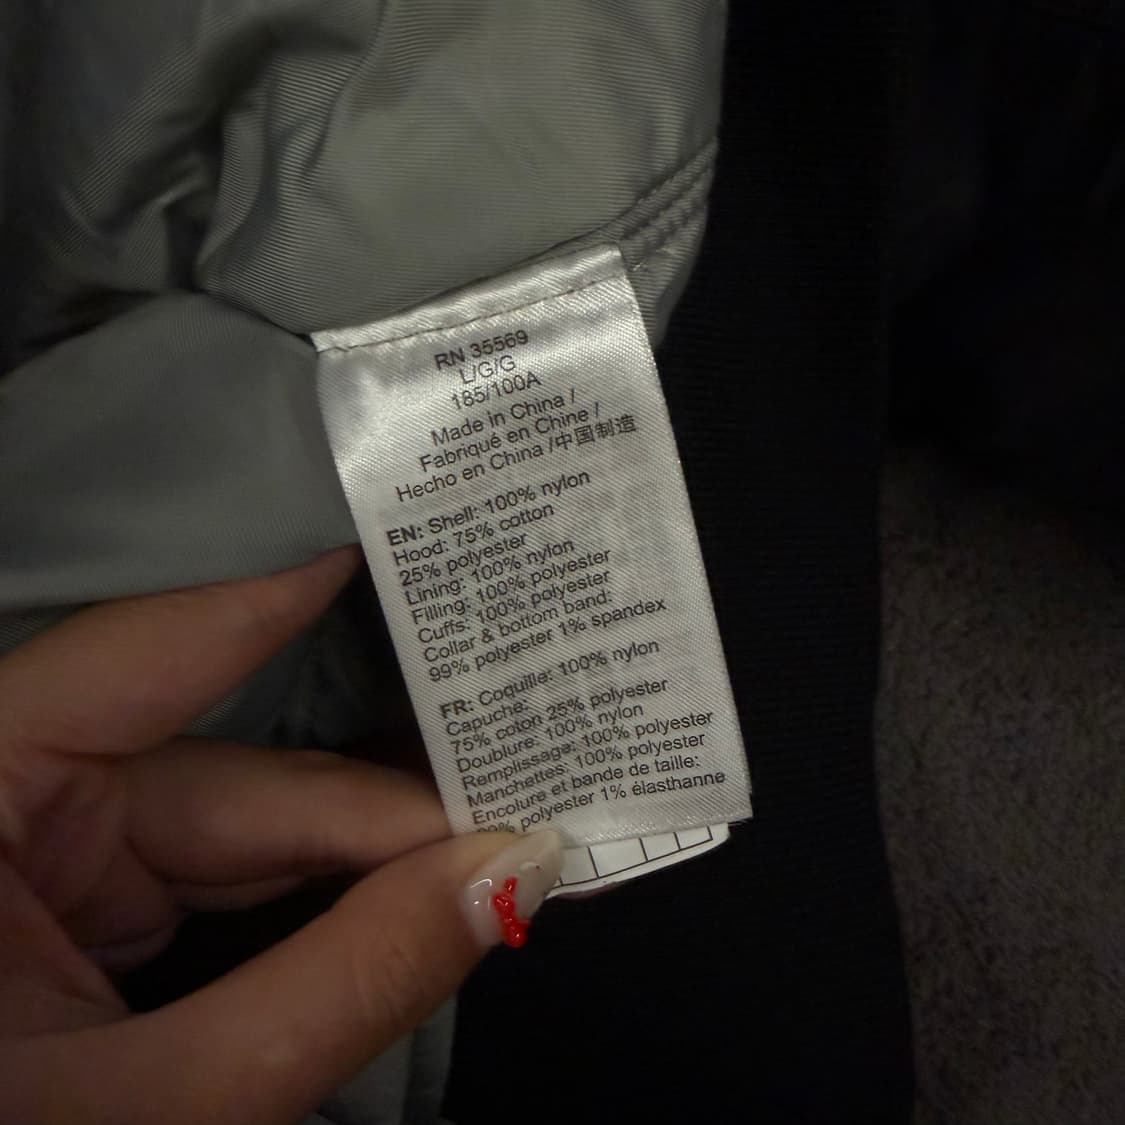 RN 35569
L/G/G
185/100A
Made in China /
Fabriqué en Chine /
Hecho en China /中国制造
EN: Shell: 100% nylon
Hood: 75% cotton
25% polyester
Lining: 100% nylon
Filling: 100% polyester
Cuffs: 100% polyester
Collar & bottom band:
99% polyester 1% spandex
FR: Coquille: 100% nylon
Capuche:
75% coton 25% polyester
Doublure: 100% nylon
Remplissage: 100% polyester
Manchettes: 100% polyester
Encolure et bande de taille:
99% polyester 1% élasthanne